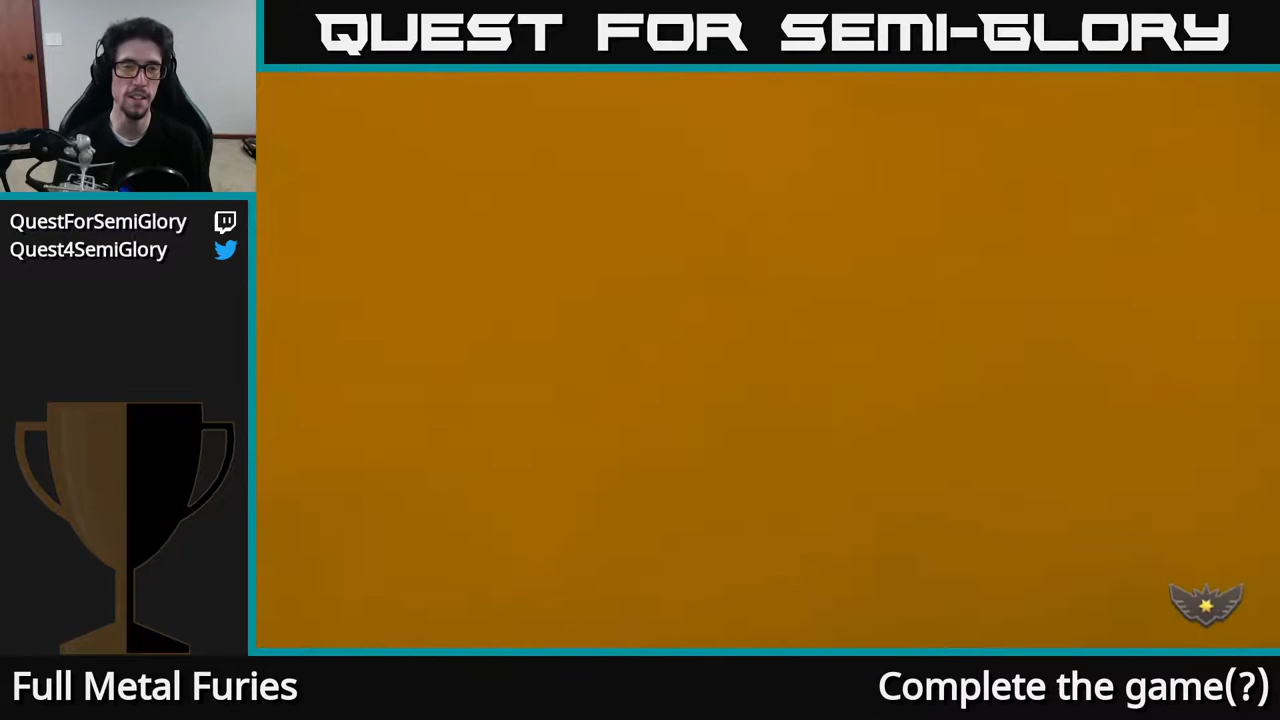 QUEST FOR SEMI-GLORY
QuestForSemiGlory
Quest4SemiGlory
Full Metal Furies
Complete the game(?)